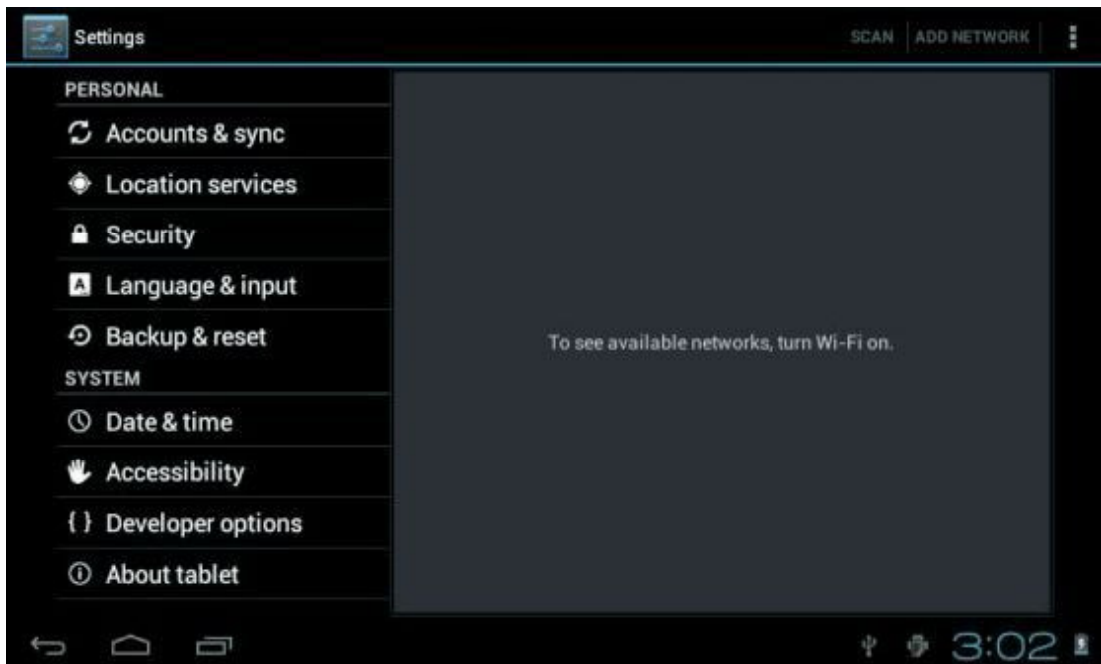 Settings
SCAN
ADD NETWORK
PERSONAL
Accounts & sync
Location services
Security
A Language & input
Backup & reset
SYSTEM
Date & time
Accessibility
{ } Developer options
About tablet
To see available networks, turn Wi-Fi on.
3:02